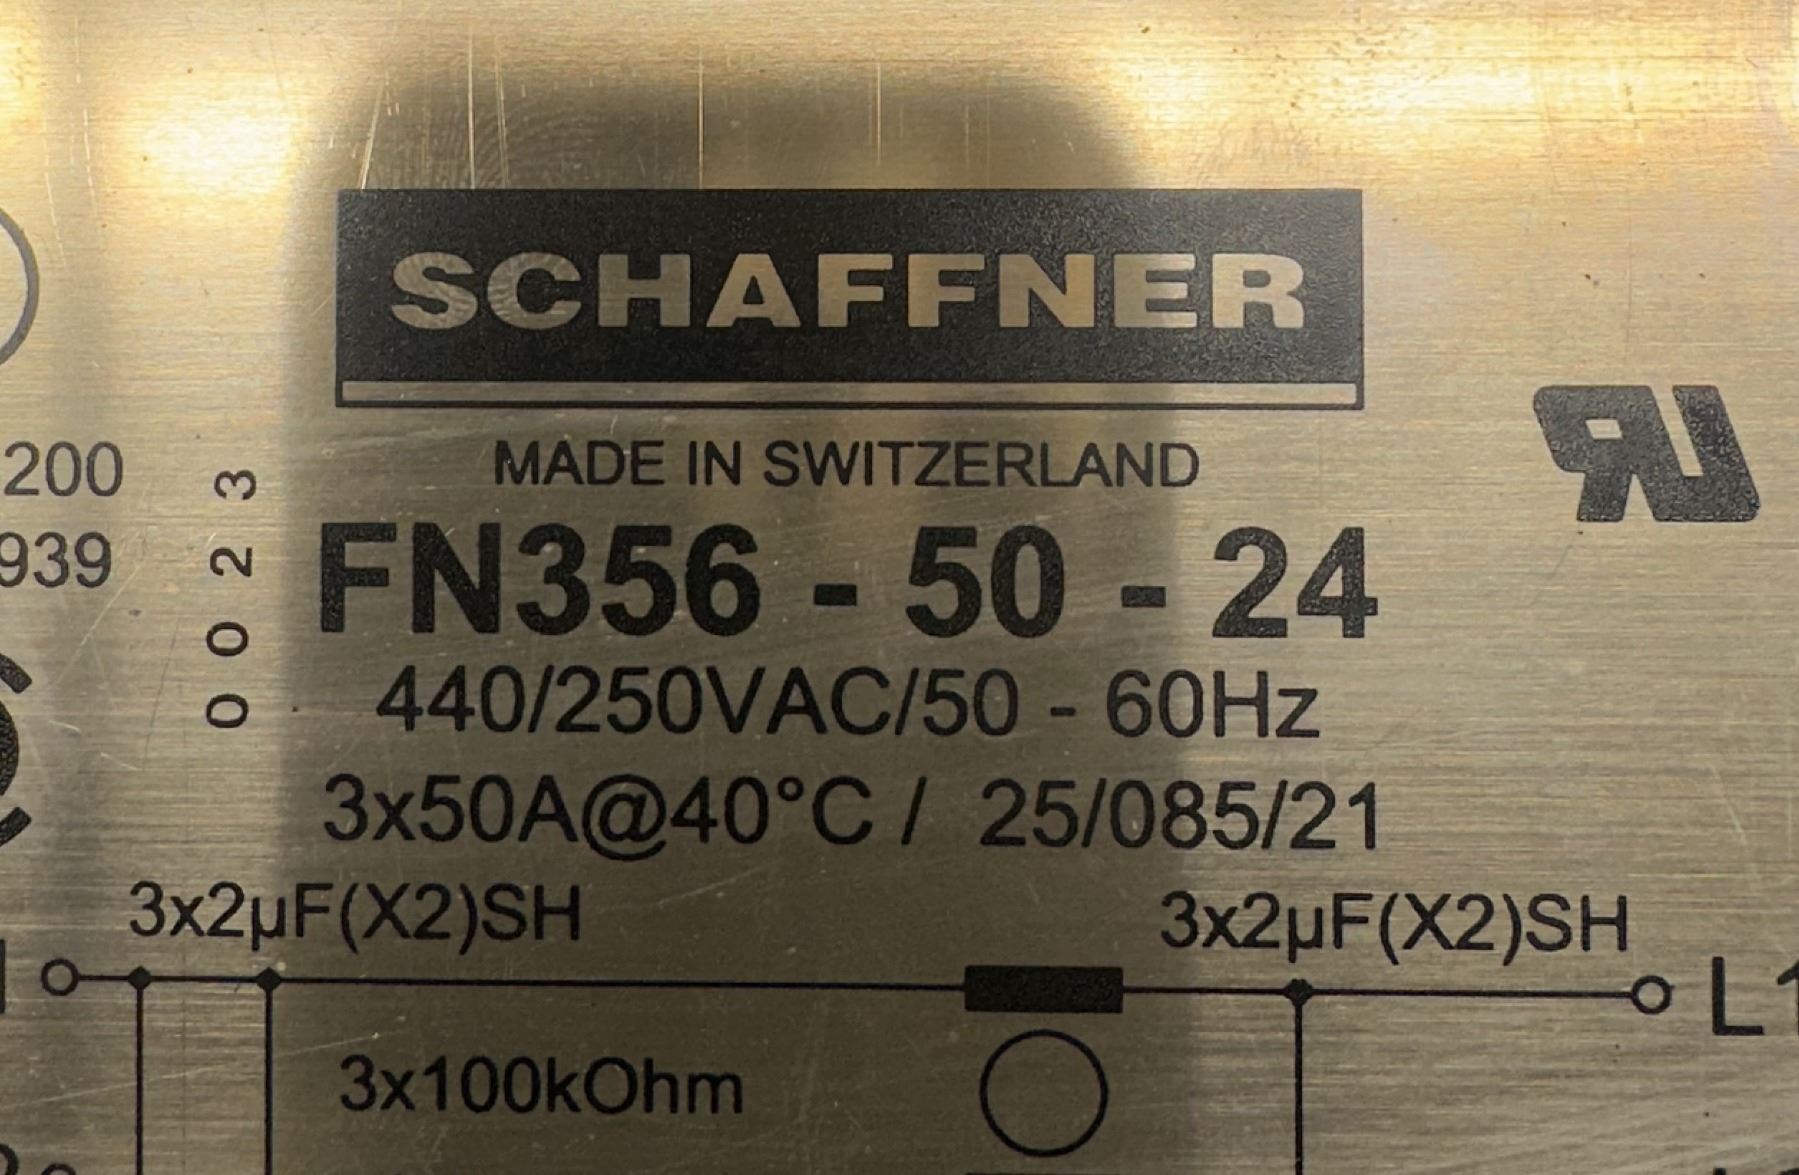 SCHAFFNER
MADE IN SWITZERLAND
200
939
0023
FN356 - 50 - 24
440/250VAC/50 - 60Hz
3x50A@40°C / 25/085/21
3x2µF(X2)SH
3x2µF(X2)SH
L1
3x100kOhm